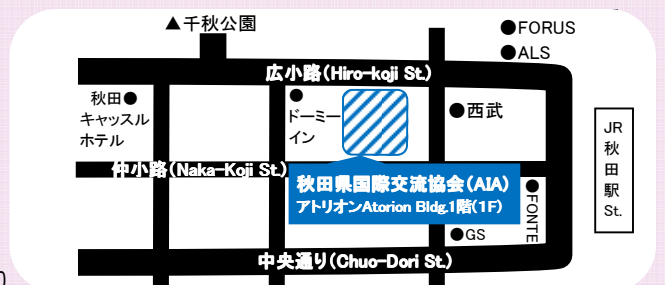 ▲千秋公園
●FORUS
●ALS
広小路(Hiro-koji St.)
秋田●
キャッスル
ホテル
●
ドーミー
イン
●西武
JR
秋
田
駅
St.
仲小路(Naka-Koji St.)
秋田県国際交流協会(AIA)
アトリオンAtorion Bldg.1階(1F)
●FONTE
●GS
中央通り(Chuo-Dori St.)